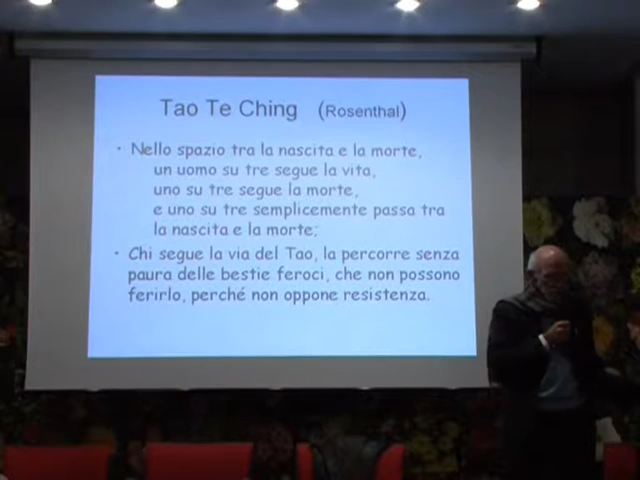 Tao Te Ching (Rosenthal)
• Nello spazio tra la nascita e la morte,
un uomo su tre segue la vita,
uno su tre segue la morte,
e uno su tre semplicemente passa tra
la nascita e la morte;
• Chi segue la via del Tao, la percorre senza
paura delle bestie feroci, che non possono
ferirlo, perché non oppone resistenza.